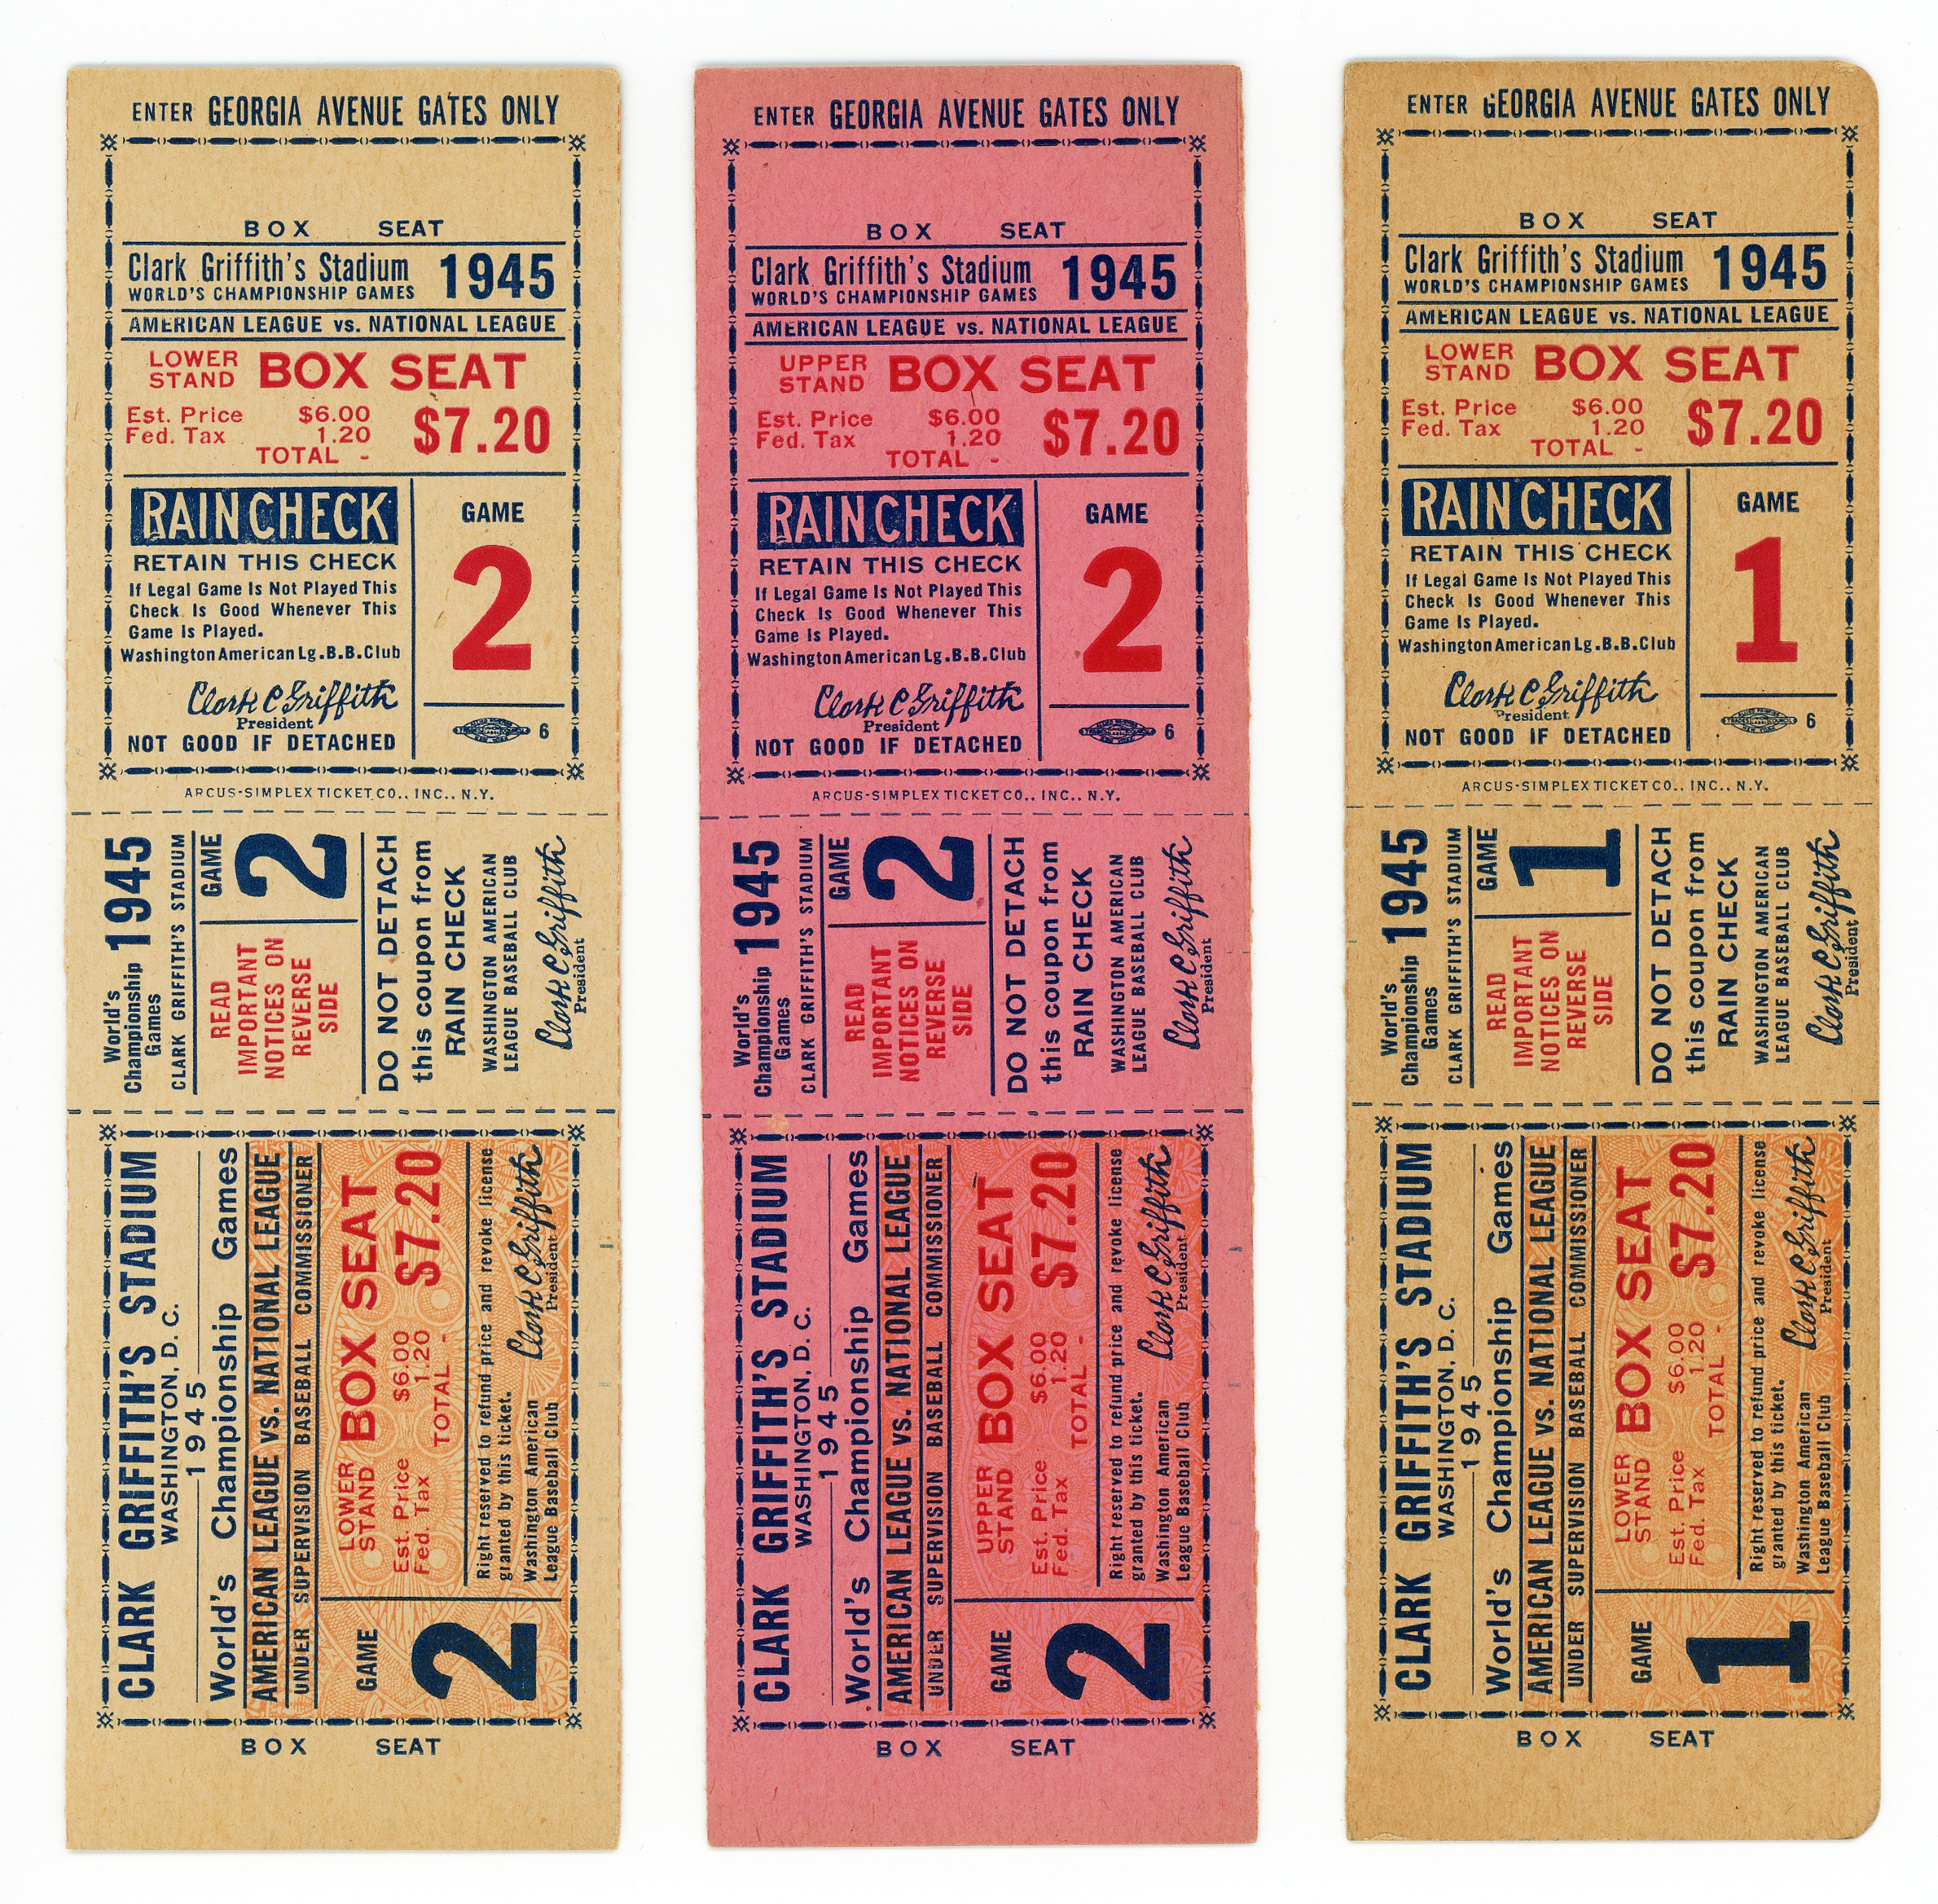 ENTER GEORGIA AVENUE GATES ONLY
BOX SEAT
Clark Griffith's Stadium 1945
WORLD'S CHAMPIONSHIP GAMES
AMERICAN LEAGUE vs. NATIONAL LEAGUE
LOWER STAND BOX SEAT
Est. Price $6.00
Fed. Tax 1.20
TOTAL - $7.20
RAIN CHECK
RETAIN THIS CHECK
If Legal Game Is Not Played This
Check Is Good Whenever This
Game Is Played.
Washington American Lg. B.B. Club
Clark C Griffith
President
NOT GOOD IF DETACHED
GAME
2
6
ARCUS-SIMPLEX TICKET CO., INC., N.Y.
World's Championship Games 1945
CLARK GRIFFITH'S STADIUM
GAME 2
READ
IMPORTANT
NOTICES ON
REVERSE
SIDE
DO NOT DETACH
this coupon from
RAIN CHECK
WASHINGTON AMERICAN
LEAGUE BASEBALL CLUB
Clark C Griffith
President
CLARK GRIFFITH'S STADIUM
WASHINGTON, D. C.
1945
World's Championship Games
AMERICAN LEAGUE vs. NATIONAL LEAGUE
UNDER SUPERVISION BASEBALL COMMISSIONER
LOWER STAND BOX SEAT
Est. Price $6.00
Fed. Tax 1.20
TOTAL - $7.20
Right reserved to refund price and revoke license
granted by this ticket.
Washington American
League Baseball Club
Clark C Griffith
President
GAME
2
BOX SEAT
ENTER GEORGIA AVENUE GATES ONLY
BOX SEAT
Clark Griffith's Stadium 1945
WORLD'S CHAMPIONSHIP GAMES
AMERICAN LEAGUE vs. NATIONAL LEAGUE
UPPER STAND BOX SEAT
Est. Price $6.00
Fed. Tax 1.20
TOTAL - $7.20
RAIN CHECK
RETAIN THIS CHECK
If Legal Game Is Not Played This
Check Is Good Whenever This
Game Is Played.
Washington American Lg. B.B. Club
Clark C Griffith
President
NOT GOOD IF DETACHED
GAME
2
6
ARCUS-SIMPLEX TICKET CO., INC., N.Y.
World's Championship Games 1945
CLARK GRIFFITH'S STADIUM
GAME 2
READ
IMPORTANT
NOTICES ON
REVERSE
SIDE
DO NOT DETACH
this coupon from
RAIN CHECK
WASHINGTON AMERICAN
LEAGUE BASEBALL CLUB
Clark C Griffith
President
CLARK GRIFFITH'S STADIUM
WASHINGTON, D. C.
1945
World's Championship Games
AMERICAN LEAGUE vs. NATIONAL LEAGUE
UNDER SUPERVISION BASEBALL COMMISSIONER
UPPER STAND BOX SEAT
Est. Price $6.00
Fed. Tax 1.20
TOTAL - $7.20
Right reserved to refund price and revoke license
granted by this ticket.
Washington American
League Baseball Club
Clark C Griffith
President
GAME
2
BOX SEAT
ENTER GEORGIA AVENUE GATES ONLY
BOX SEAT
Clark Griffith's Stadium 1945
WORLD'S CHAMPIONSHIP GAMES
AMERICAN LEAGUE vs. NATIONAL LEAGUE
LOWER STAND BOX SEAT
Est. Price $6.00
Fed. Tax 1.20
TOTAL - $7.20
RAIN CHECK
RETAIN THIS CHECK
If Legal Game Is Not Played This
Check Is Good Whenever This
Game Is Played.
Washington American Lg. B.B. Club
Clark C Griffith
President
NOT GOOD IF DETACHED
GAME
1
6
ARCUS-SIMPLEX TICKET CO., INC., N.Y.
World's Championship Games 1945
CLARK GRIFFITH'S STADIUM
GAME 1
READ
IMPORTANT
NOTICES ON
REVERSE
SIDE
DO NOT DETACH
this coupon from
RAIN CHECK
WASHINGTON AMERICAN
LEAGUE BASEBALL CLUB
Clark C Griffith
President
CLARK GRIFFITH'S STADIUM
WASHINGTON, D. C.
1945
World's Championship Games
AMERICAN LEAGUE vs. NATIONAL LEAGUE
UNDER SUPERVISION BASEBALL COMMISSIONER
LOWER STAND BOX SEAT
Est. Price $6.00
Fed. Tax 1.20
TOTAL - $7.20
Right reserved to refund price and revoke license
granted by this ticket.
Washington American
League Baseball Club
Clark C Griffith
President
GAME
1
BOX SEAT